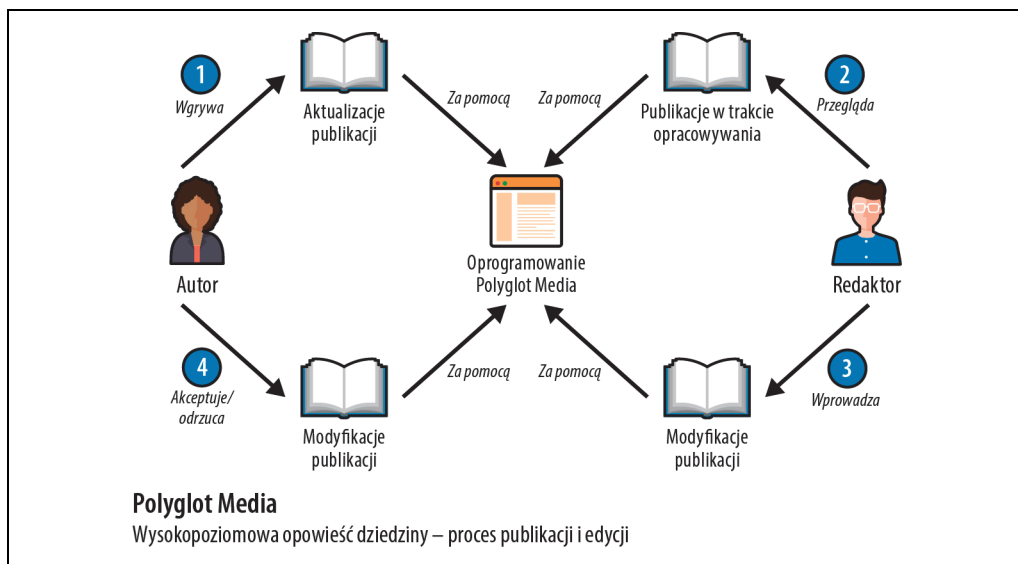 1
Wgrywa
Aktualizacje
publikacji
Za pomocą
Za pomocą
Publikacje w trakcie
opracowywania
2
Przegląda
Autor
Oprogramowanie
Polyglot Media
Redaktor
4
Akceptuje/
odrzuca
Modyfikacje
publikacji
Za pomocą
Za pomocą
Modyfikacje
publikacji
3
Wprowadza
Polyglot Media
Wysokopoziomowa opowieść dziedziny – proces publikacji i edycji